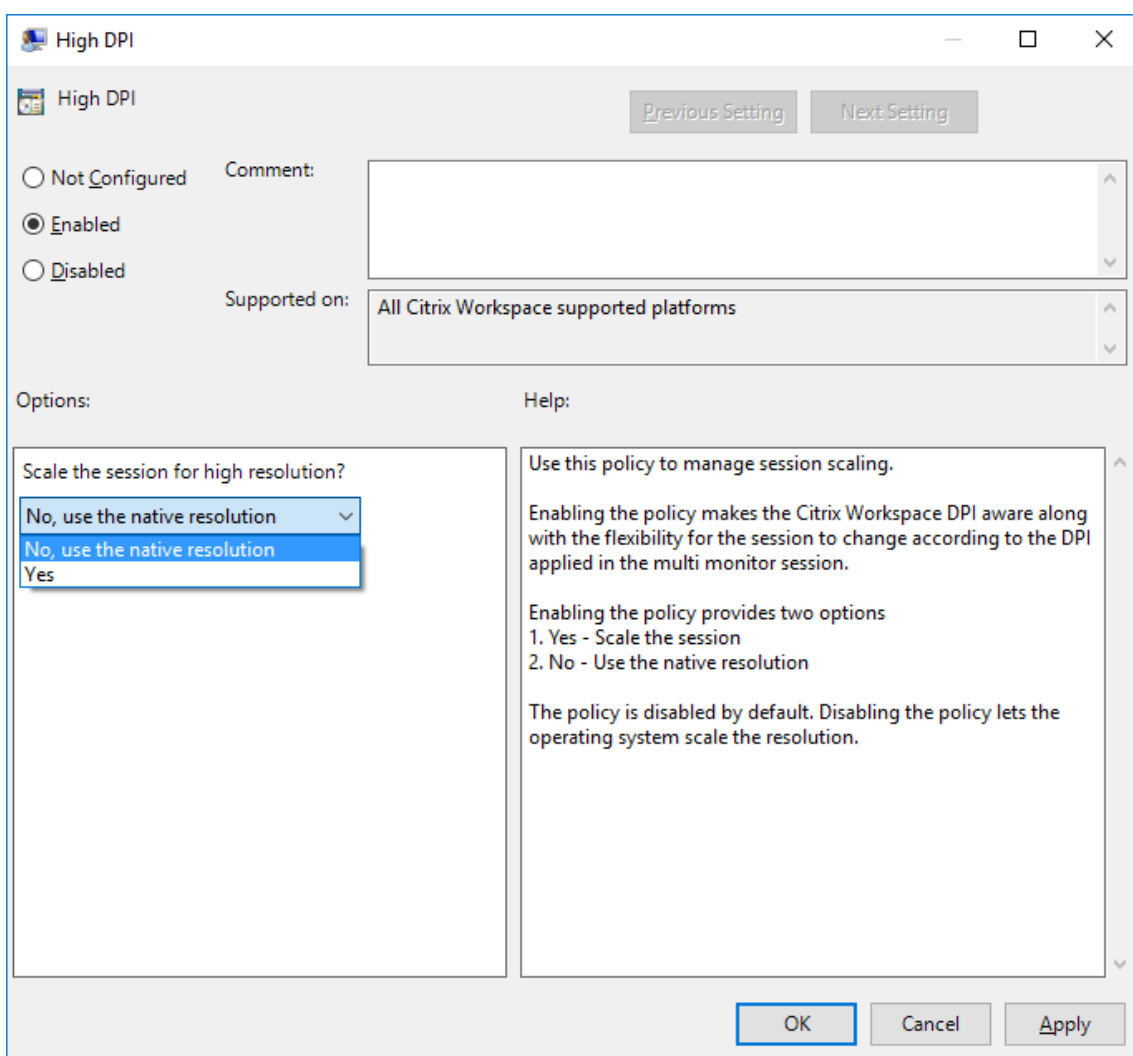 High DPI
High DPI
Previous Setting
Next Setting
Not Configured
Comment:
Enabled
Disabled
Supported on:
All Citrix Workspace supported platforms
Options:
Help:
Scale the session for high resolution?
No, use the native resolution
No, use the native resolution
Yes
Use this policy to manage session scaling.
Enabling the policy makes the Citrix Workspace DPI aware along
with the flexibility for the session to change according to the DPI
applied in the multi monitor session.
Enabling the policy provides two options
1. Yes - Scale the session
2. No - Use the native resolution
The policy is disabled by default. Disabling the policy lets the
operating system scale the resolution.
OK
Cancel
Apply